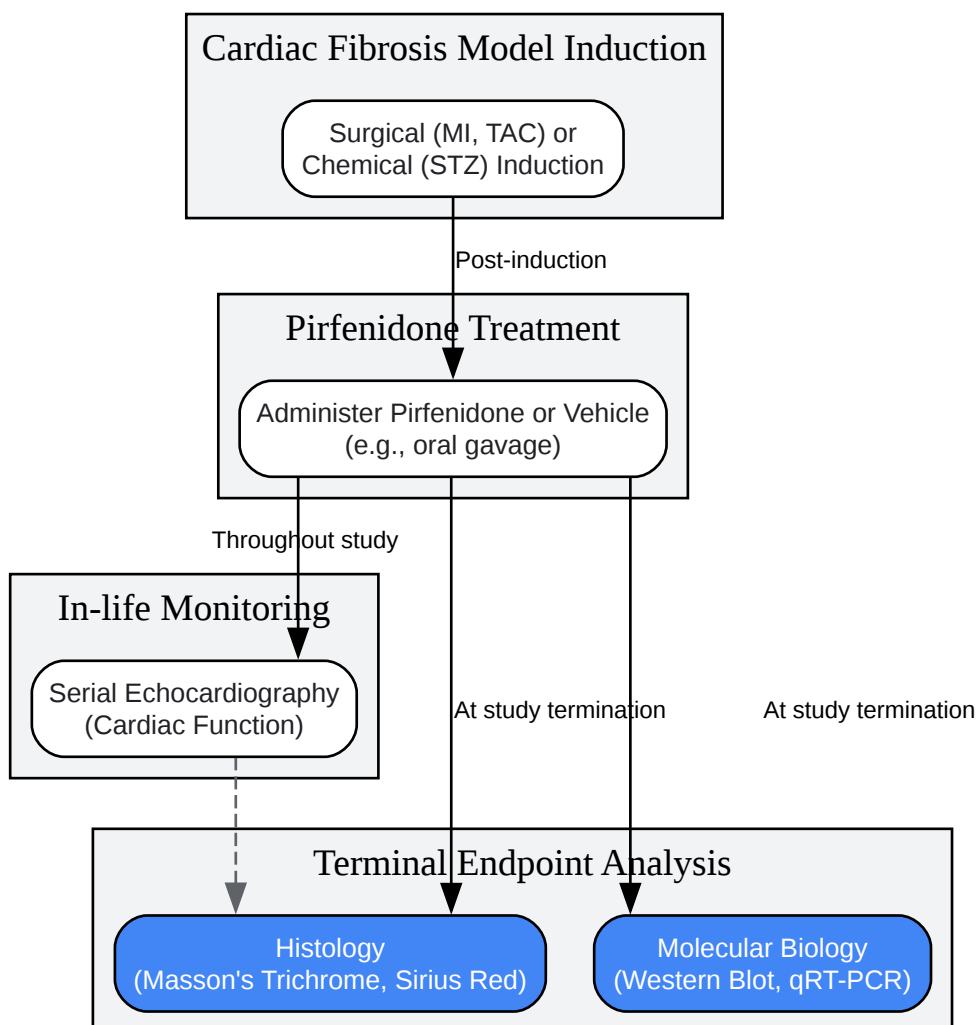 Cardiac Fibrosis Model Induction
Surgical (MI, TAC) or
Chemical (STZ) Induction
Post-induction
Pirfenidone Treatment
Administer Pirfenidone or Vehicle
(e.g., oral gavage)
Throughout study
In-life Monitoring
Serial Echocardiography
(Cardiac Function)
At study termination
At study termination
Terminal Endpoint Analysis
Histology
(Masson's Trichrome, Sirius Red)
Molecular Biology
(Western Blot, qRT-PCR)